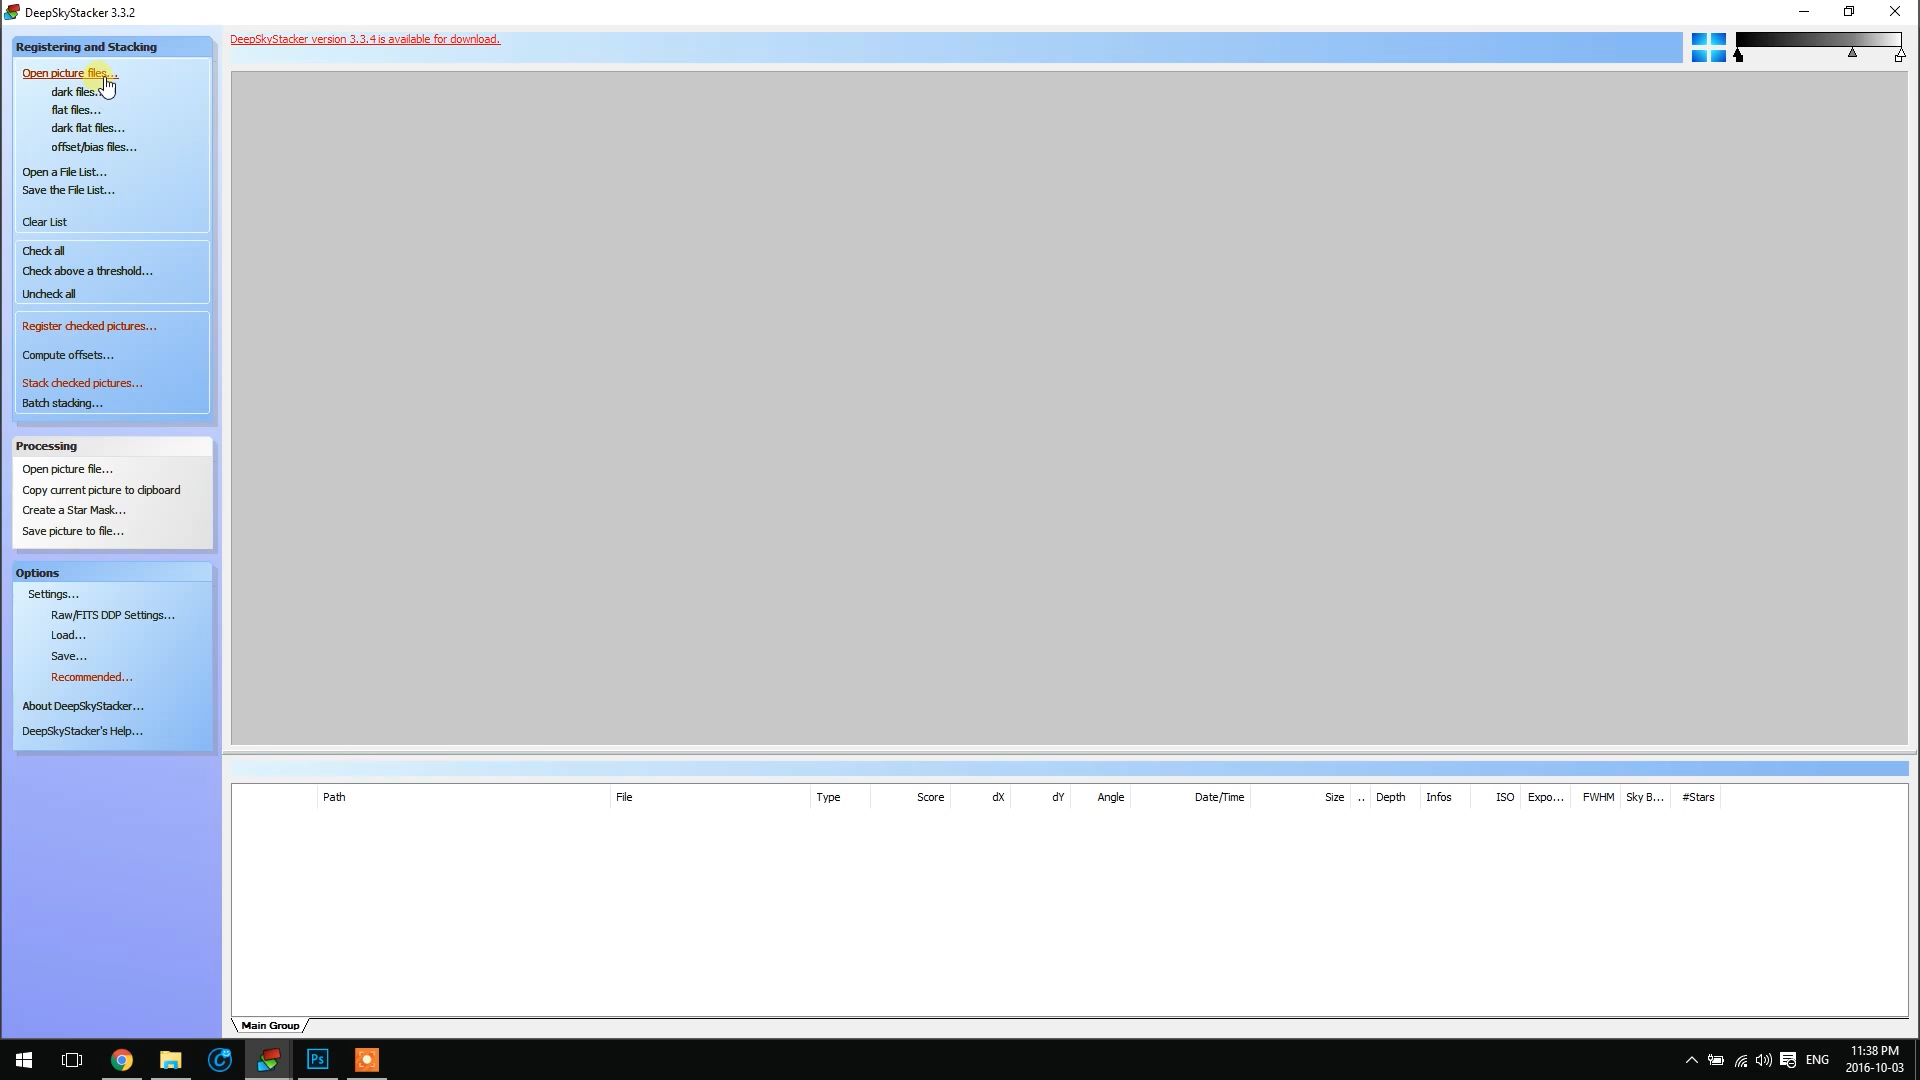 DeepSkyStacker 3.3.2
Registering and Stacking
Open picture files...
dark files...
flat files...
dark flat files...
offset/bias files...
Open a File List...
Save the File List...
Clear List
Check all
Check above a threshold...
Uncheck all
Register checked pictures...
Compute offsets...
Stack checked pictures...
Batch stacking...
Processing
Open picture file...
Copy current picture to clipboard
Create a Star Mask...
Save picture to file...
Options
Settings...
Raw/FITS DDP Settings...
Load...
Save...
Recommended...
About DeepSkyStacker...
DeepSkyStacker's Help...
DeepSkyStacker version 3.3.4 is available for download.
Path File Type Score dX dY Angle Date/Time Size .. Depth Infos ISO Expo... FWHM Sky B... #Stars
Main Group
Ps
ENG
11:38 PM
2016-10-03